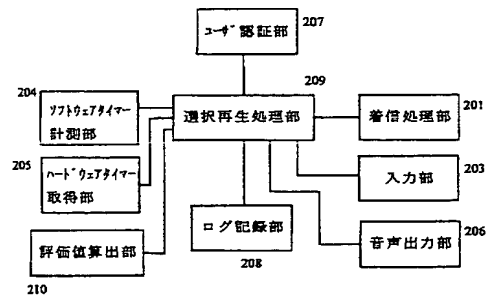 207
ユーザ認証部
204
209
ソフトウェアタイマー
計測部
選択再生処理部
201
着信処理部
205
ハードウェアタイマー
取得部
203
入力部
ログ記録部
208
206
音声出力部
評価値算出部
210